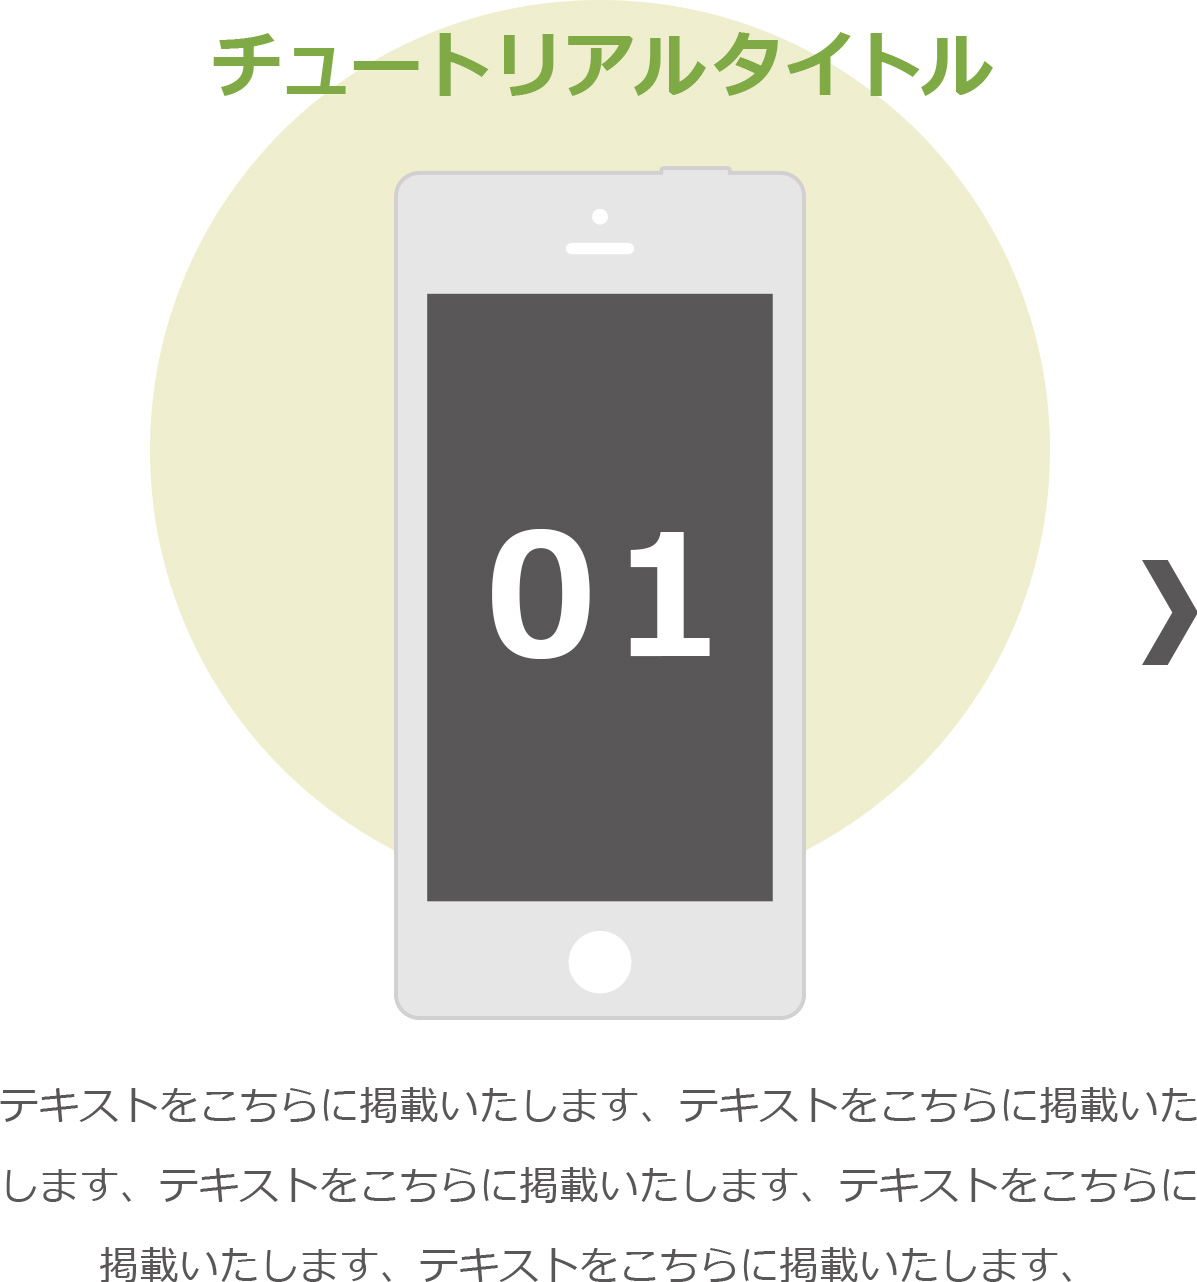 チュートリアルタイトル
01
テキストをこちらに掲載いたします、テキストをこちらに掲載いた
します、テキストをこちらに掲載いたします、テキストをこちらに
掲載いたします、テキストをこちらに掲載いたします、